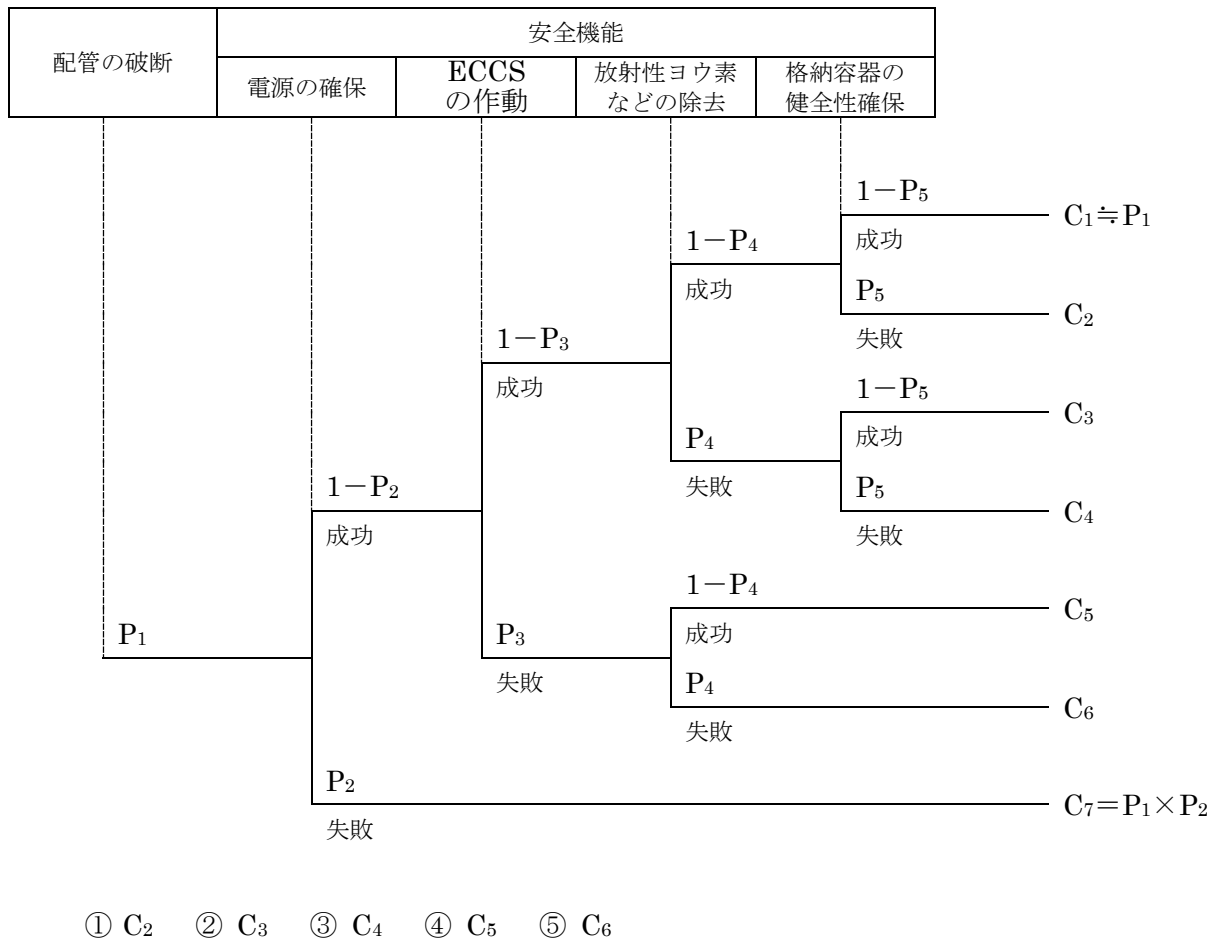 配管の破断
安全機能
電源の確保
ECCS
の作動
放射性ヨウ素
などの除去
格納容器の
健全性確保
1－P5
C1≒P1
成功
1－P4
成功
P5
C2
失敗
1－P3
成功
1－P5
C3
成功
P4
失敗
P5
C4
失敗
1－P2
成功
1－P4
C5
成功
P1
P3
失敗
P4
C6
失敗
P2
C7＝P1×P2
失敗
① C2 ② C3 ③ C4 ④ C5 ⑤ C6